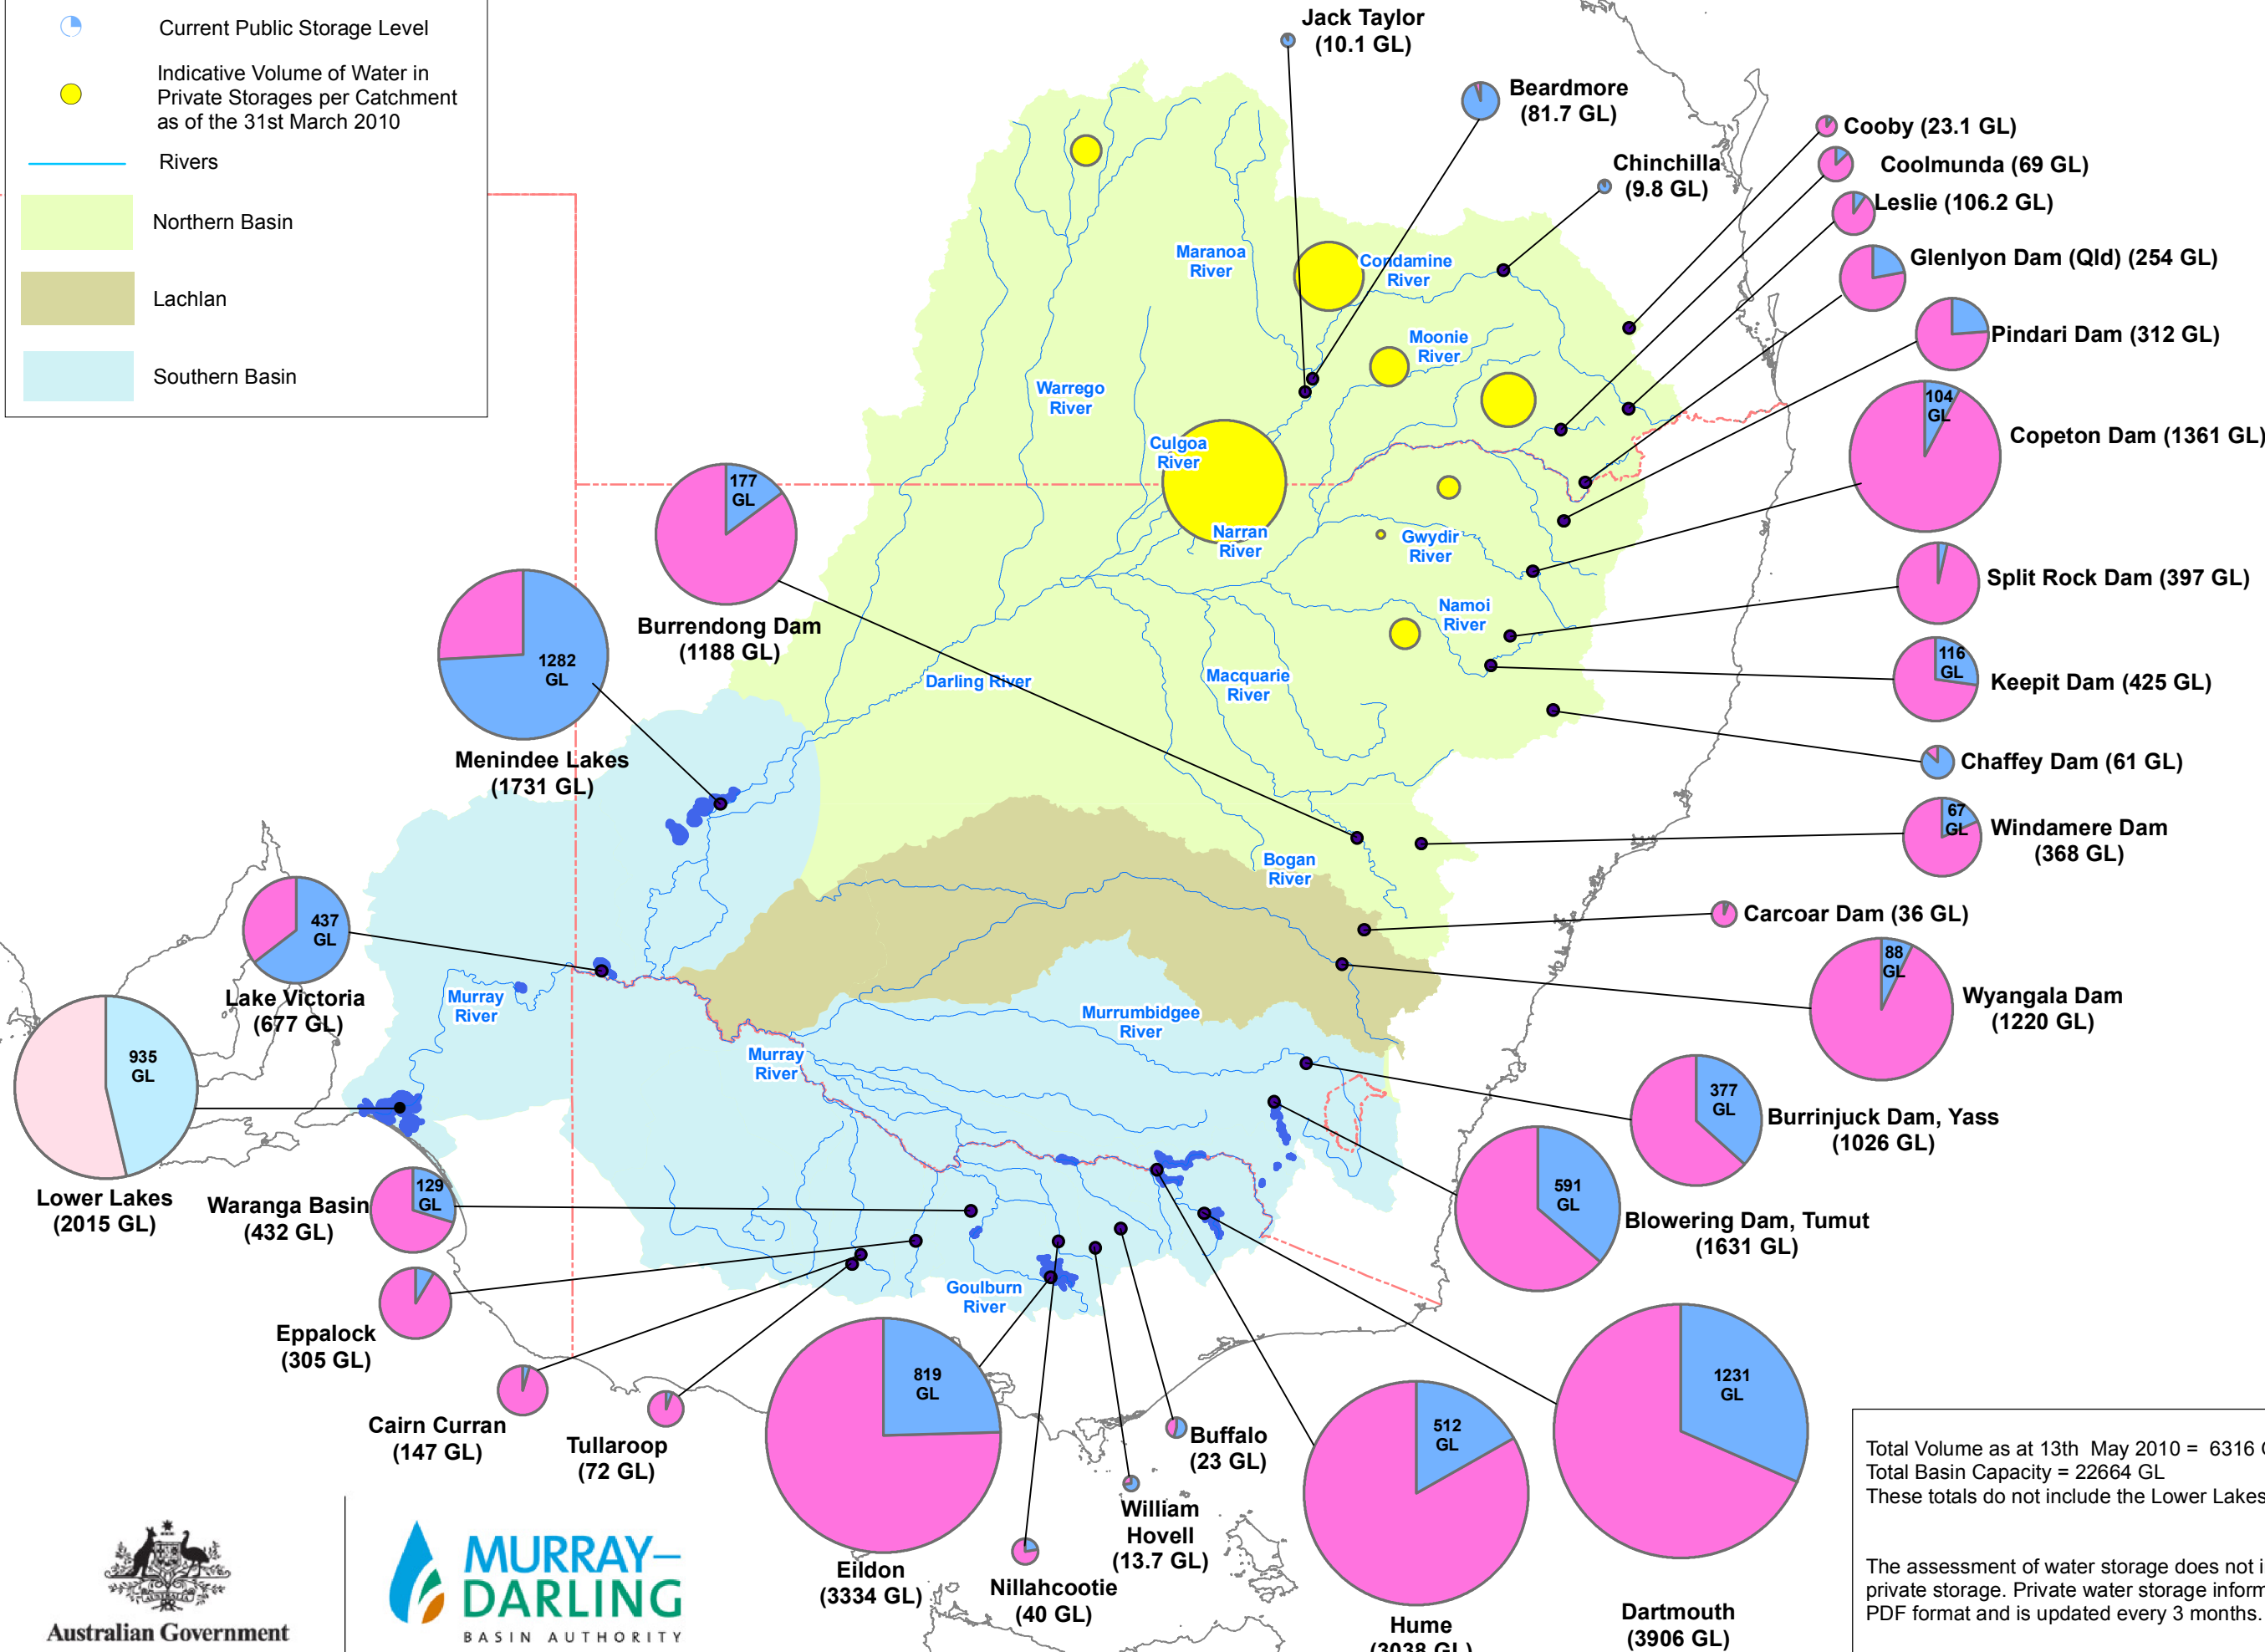 Current Public Storage Level
Indicative Volume of Water in
Private Storages per Catchment
as of the 31st March 2010
Rivers
Northern Basin
Lachlan
Southern Basin
Jack Taylor
(10.1 GL)
Beardmore
(81.7 GL)
Chinchilla
(9.8 GL)
Cooby (23.1 GL)
Coolmunda (69 GL)
Leslie (106.2 GL)
Glenlyon Dam (Qld) (254 GL)
Pindari Dam (312 GL)
104
GL
Copeton Dam (1361 GL)
Split Rock Dam (397 GL)
116
GL
Keepit Dam (425 GL)
Chaffey Dam (61 GL)
67
GL
Windamere Dam
(368 GL)
Carcoar Dam (36 GL)
88
GL
Wyangala Dam
(1220 GL)
377
GL
Burrinjuck Dam, Yass
(1026 GL)
591
GL
Blowering Dam, Tumut
(1631 GL)
1231
GL
Dartmouth
(3906 GL)
512
GL
Hume
(3038 GL)
Buffalo
(23 GL)
William
Hovell
(13.7 GL)
Nillahcootie
(40 GL)
819
GL
Eildon
(3334 GL)
Tullaroop
(72 GL)
Cairn Curran
(147 GL)
Eppalock
(305 GL)
129
GL
Waranga Basin
(432 GL)
935
GL
Lower Lakes
(2015 GL)
437
GL
Lake Victoria
(677 GL)
1282
GL
Menindee Lakes
(1731 GL)
177
GL
Burrendong Dam
(1188 GL)
Maranoa
River
Condamine
River
Moonie
River
Warrego
River
Culgoa
River
Narran
River
Gwydir
River
Namoi
River
Macquarie
River
Darling River
Bogan
River
Murrumbidgee
River
Murray
River
Murray
River
Goulburn
River
Total Volume as at 13th May 2010 = 6316
Total Basin Capacity = 22664 GL
These totals do not include the Lower Lakes
The assessment of water storage does not
private storage. Private water storage
PDF format and is updated every 3 months.
Australian Government
MURRAY–
DARLING
BASIN AUTHORITY